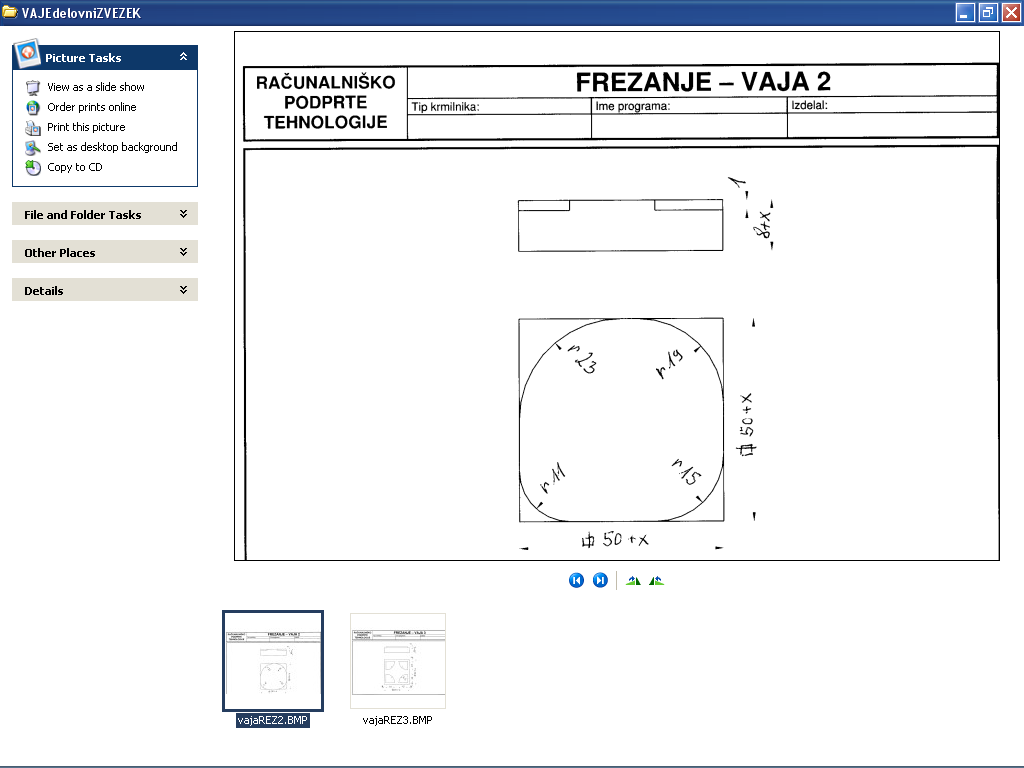 VAJEdelovniZVEZEK
Picture Tasks
View as a slide show
Order prints online
Print this picture
Set as desktop background
Copy to CD
File and Folder Tasks
Other Places
Details
RAČUNALNIŠKO
PODPRTE
TEHNOLOGIJE
FREZANJE – VAJA 2
Tip krmilnika:
Ime programa:
Izdelal:
1
8+x
r 23
r 19
r 11
r 15
50+x
50+x
vajaREZ2.BMP
vajaREZ3.BMP